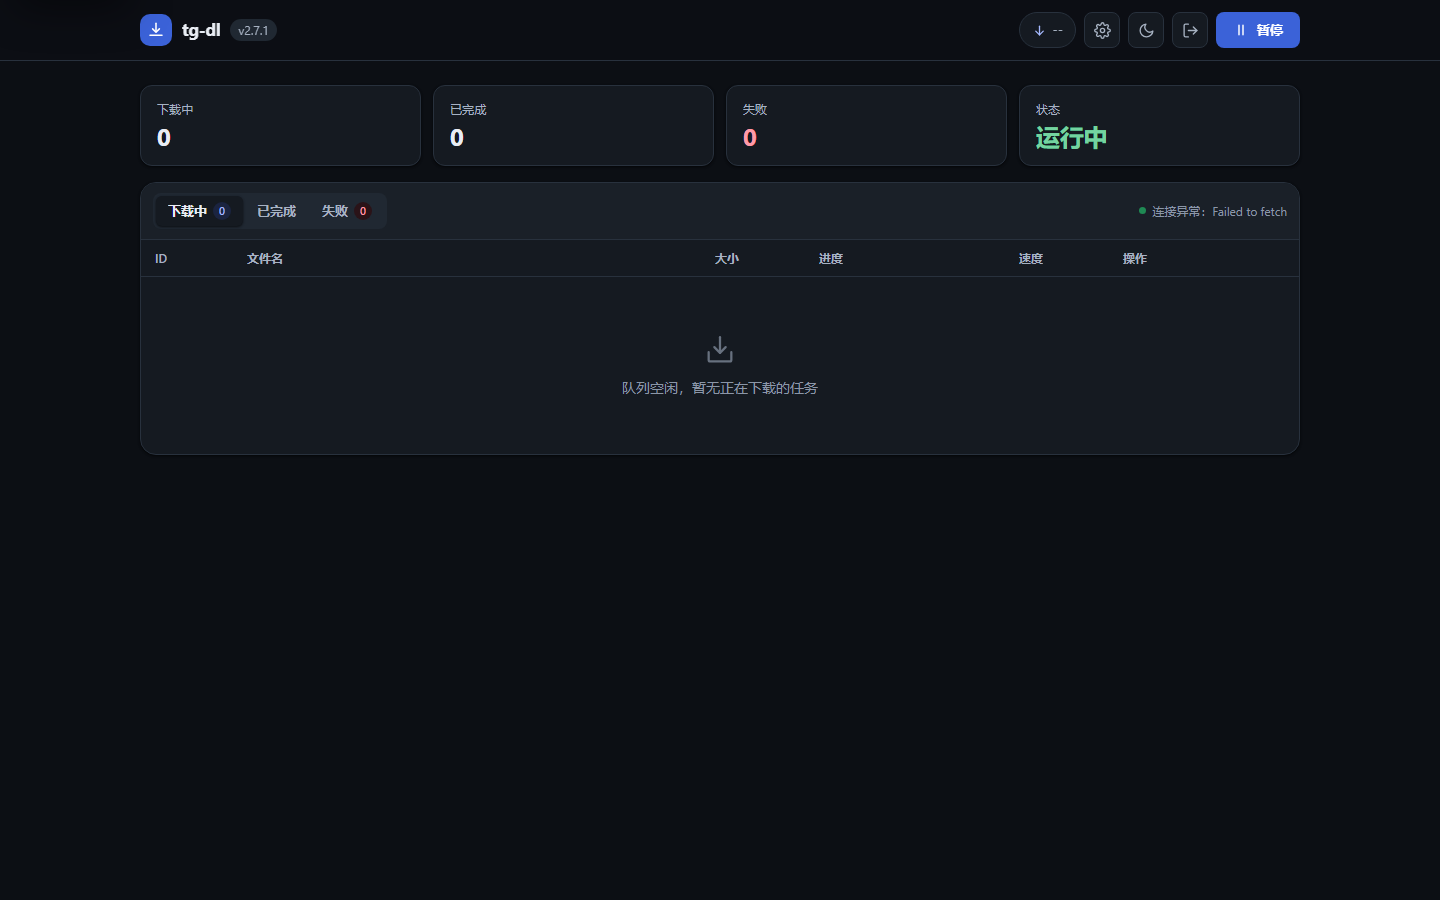 tg-dl v2.7.1 -- 暂停
下载中 已完成 失败 状态
0 0 0 运行中
下载中 0 已完成 失败 0 连接异常：Failed to fetch
ID 文件名 大小 进度 速度 操作
队列空闲，暂无正在下载的任务